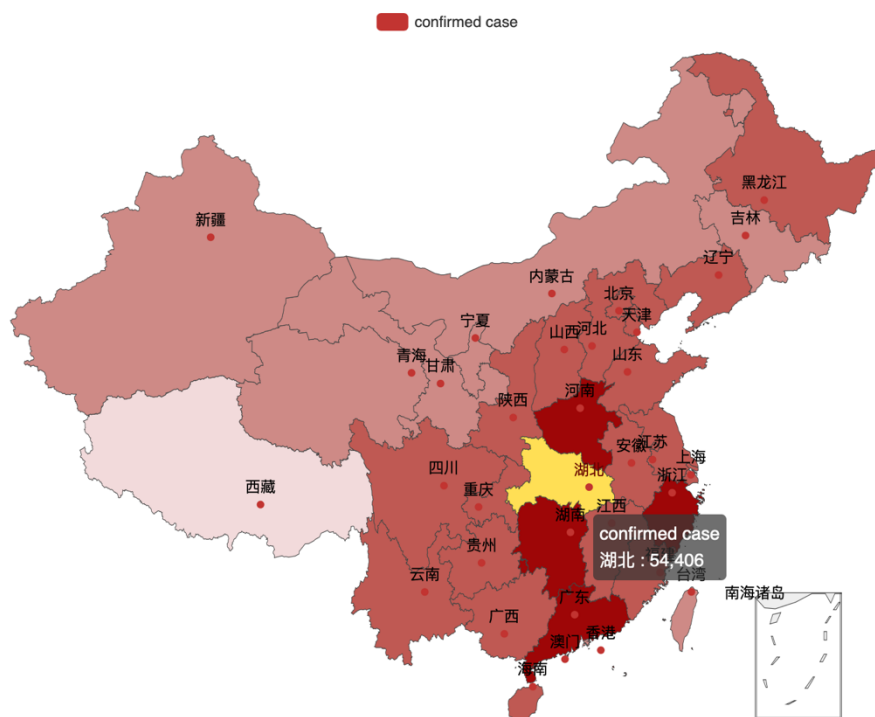 confirmed case
黑龙江
吉林
新疆
辽宁
内蒙古
北京
天津
宁夏
山西
河北
青海
甘肃
山东
河南
陕西
安徽
江苏
上海
四川
湖北
浙江
西藏
重庆
江西
湖南
confirmed case
湖北 : 54,406
贵州
福建
云南
台湾
南海诸岛
广东
广西
香港
澳门
海南